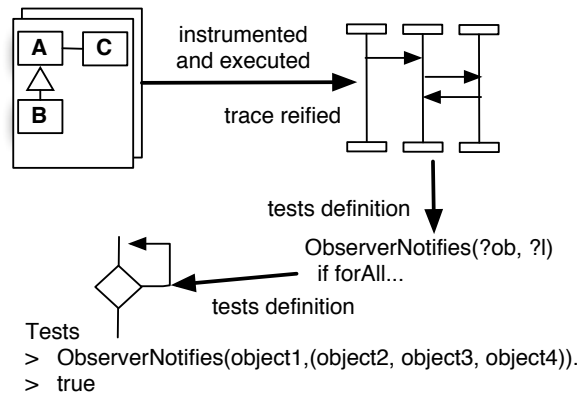 A
C
B
instrumented
and executed
trace reified
tests definition
ObserverNotifies(?ob, ?l)
if forAll...
tests definition
Tests
> ObserverNotifies(object1,(object2, object3, object4)).
> true